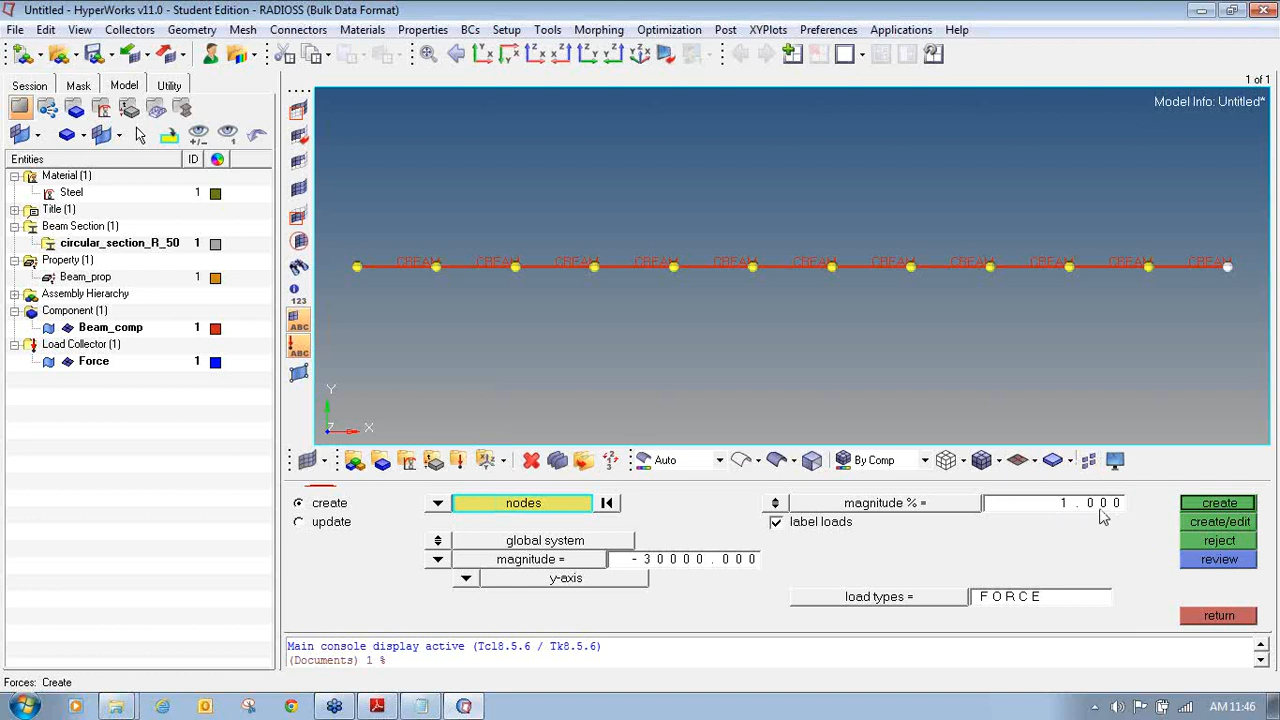 Untitled - HyperWorks v11.0 - Student Edition - RADIOSS (Bulk Data Format)
File Edit View Collectors Geometry Mesh Connectors Materials Properties BCs Setup Tools Morphing Optimization Post XYPlots Preferences Applications Help
Session Mask Model Utility
1 of 1
Model Info: Untitled*
Entities ID
Material (1)
Steel 1
Title (1)
Beam Section (1)
circular_section_R_50 1
Property (1)
Beam_prop 1
Assembly Hierarchy
Component (1)
Beam_comp 1
Load Collector (1)
Force 1
123
ABC
ABC
Y
Z X
Auto
By Comp
create
update
nodes
global system
magnitude = -30000.000
y-axis
magnitude % = 1.000
label loads
load types = FORCE
create
create/edit
reject
review
return
Main console display active (Tcl8.5.6 / Tk8.5.6)
(Documents) 1 %
Forces: Create
AM 11:46